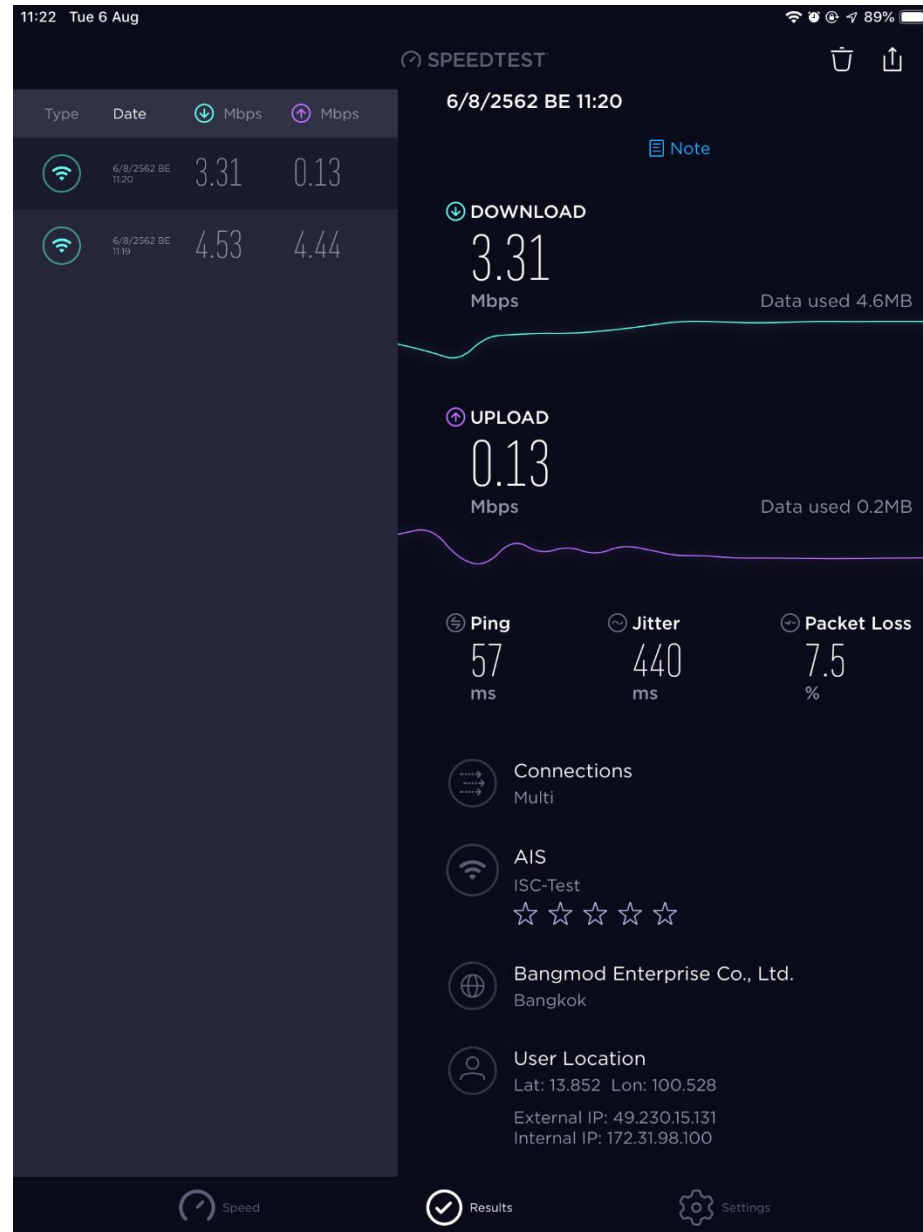 11:22 Tue 6 Aug
89%
SPEEDTEST
Type Date Mbps Mbps
6/8/2562 BE
11:20
3.31 0.13
6/8/2562 BE
11:19
4.53 4.44
6/8/2562 BE 11:20
Note
DOWNLOAD
3.31
Mbps
Data used 4.6MB
UPLOAD
0.13
Mbps
Data used 0.2MB
Ping Jitter Packet Loss
57 440 7.5
ms ms %
Connections
Multi
AIS
ISC-Test
Bangmod Enterprise Co., Ltd.
Bangkok
User Location
Lat: 13.852 Lon: 100.528
External IP: 49.230.15.131
Internal IP: 172.31.98.100
Speed Results Settings